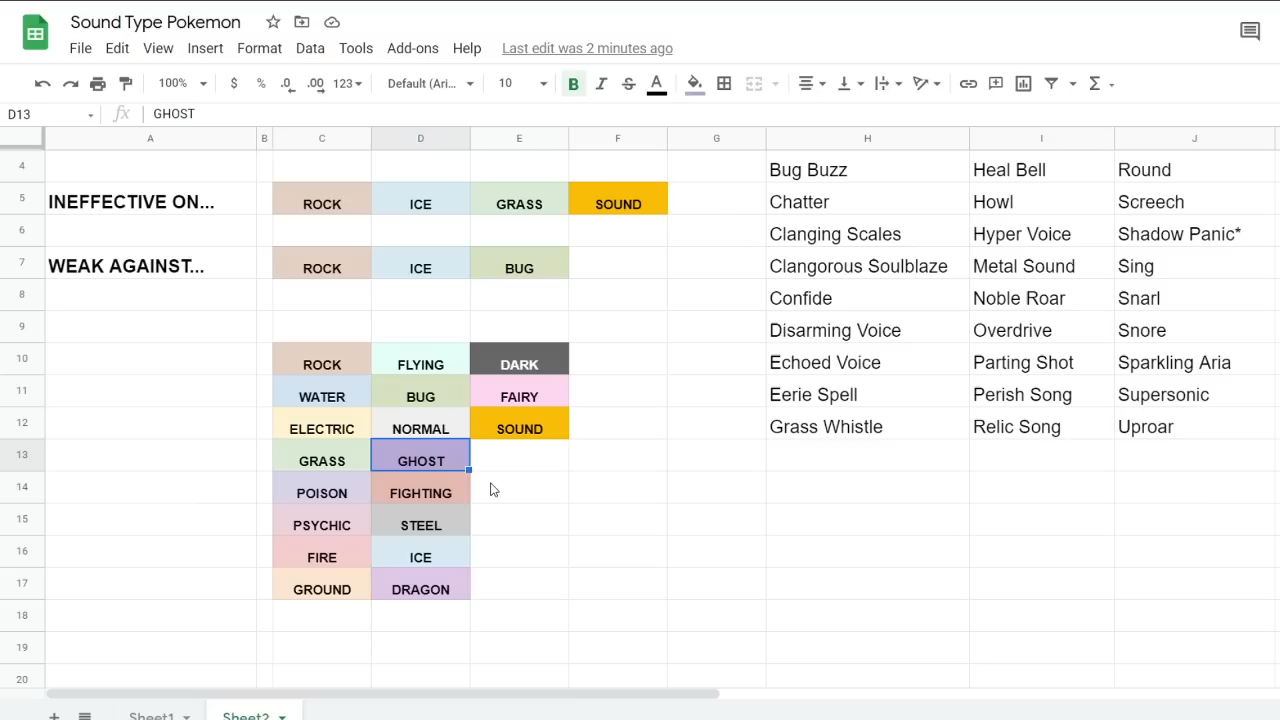 Sound Type Pokemon
File Edit View Insert Format Data Tools Add-ons Help Last edit was 2 minutes ago
100% $ % .0 .00 123 Default (Ari... 10 B I S A
D13 fx GHOST
A B C D E F G H I J
4 Bug Buzz Heal Bell Round
5 INEFFECTIVE ON... ROCK ICE GRASS SOUND Chatter Howl Screech
6 Clanging Scales Hyper Voice Shadow Panic*
7 WEAK AGAINST... ROCK ICE BUG Clangorous Soulblaze Metal Sound Sing
8 Confide Noble Roar Snarl
9 Disarming Voice Overdrive Snore
10 ROCK FLYING DARK Echoed Voice Parting Shot Sparkling Aria
11 WATER BUG FAIRY Eerie Spell Perish Song Supersonic
12 ELECTRIC NORMAL SOUND Grass Whistle Relic Song Uproar
13 GRASS GHOST
14 POISON FIGHTING
15 PSYCHIC STEEL
16 FIRE ICE
17 GROUND DRAGON
18
19
20
Sheet1 Sheet2